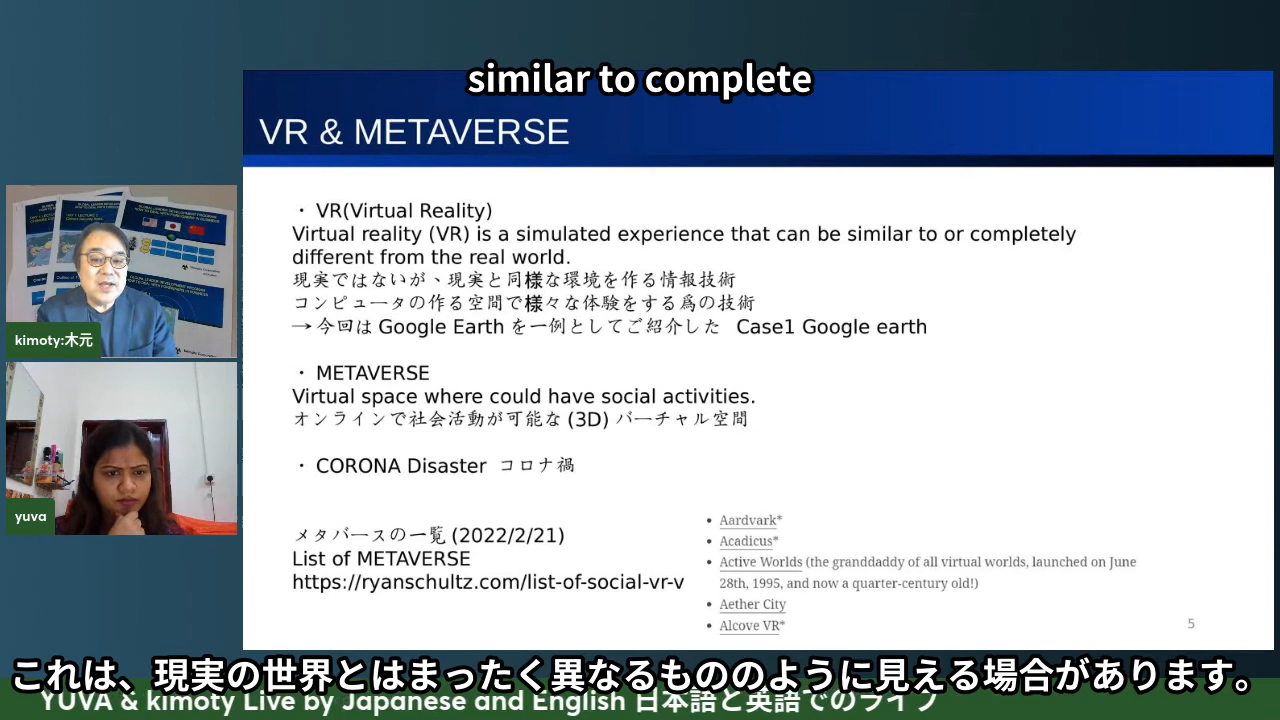 similar to complete
VR & METAVERSE
・ VR(Virtual Reality)
Virtual reality (VR) is a simulated experience that can be similar to or completely
different from the real world.
現実ではないが、現実と同様な環境を作る情報技術
コンピュータの作る空間で様々な体験をする爲の技術
→今回は Google Earth を一例としてご紹介した Case1 Google earth
・ METAVERSE
Virtual space where could have social activities.
オンラインで社会活動が可能な (3D) バーチャル空間
・ CORONA Disaster コロナ禍
メタバースの一覧 (2022/2/21)
List of METAVERSE
https://ryanschultz.com/list-of-social-vr-v
• Aardvark*
• Acadicus*
• Active Worlds (the granddaddy of all virtual worlds, launched on June
28th, 1995, and now a quarter-century old!)
• Aether City
• Alcove VR*
5
kimoty:木元
yuva
これは、現実の世界とはまったく異なるもののように見える場合があります。
YUVA & kimoty Live by Japanese and English 日本語と英語でのライブ